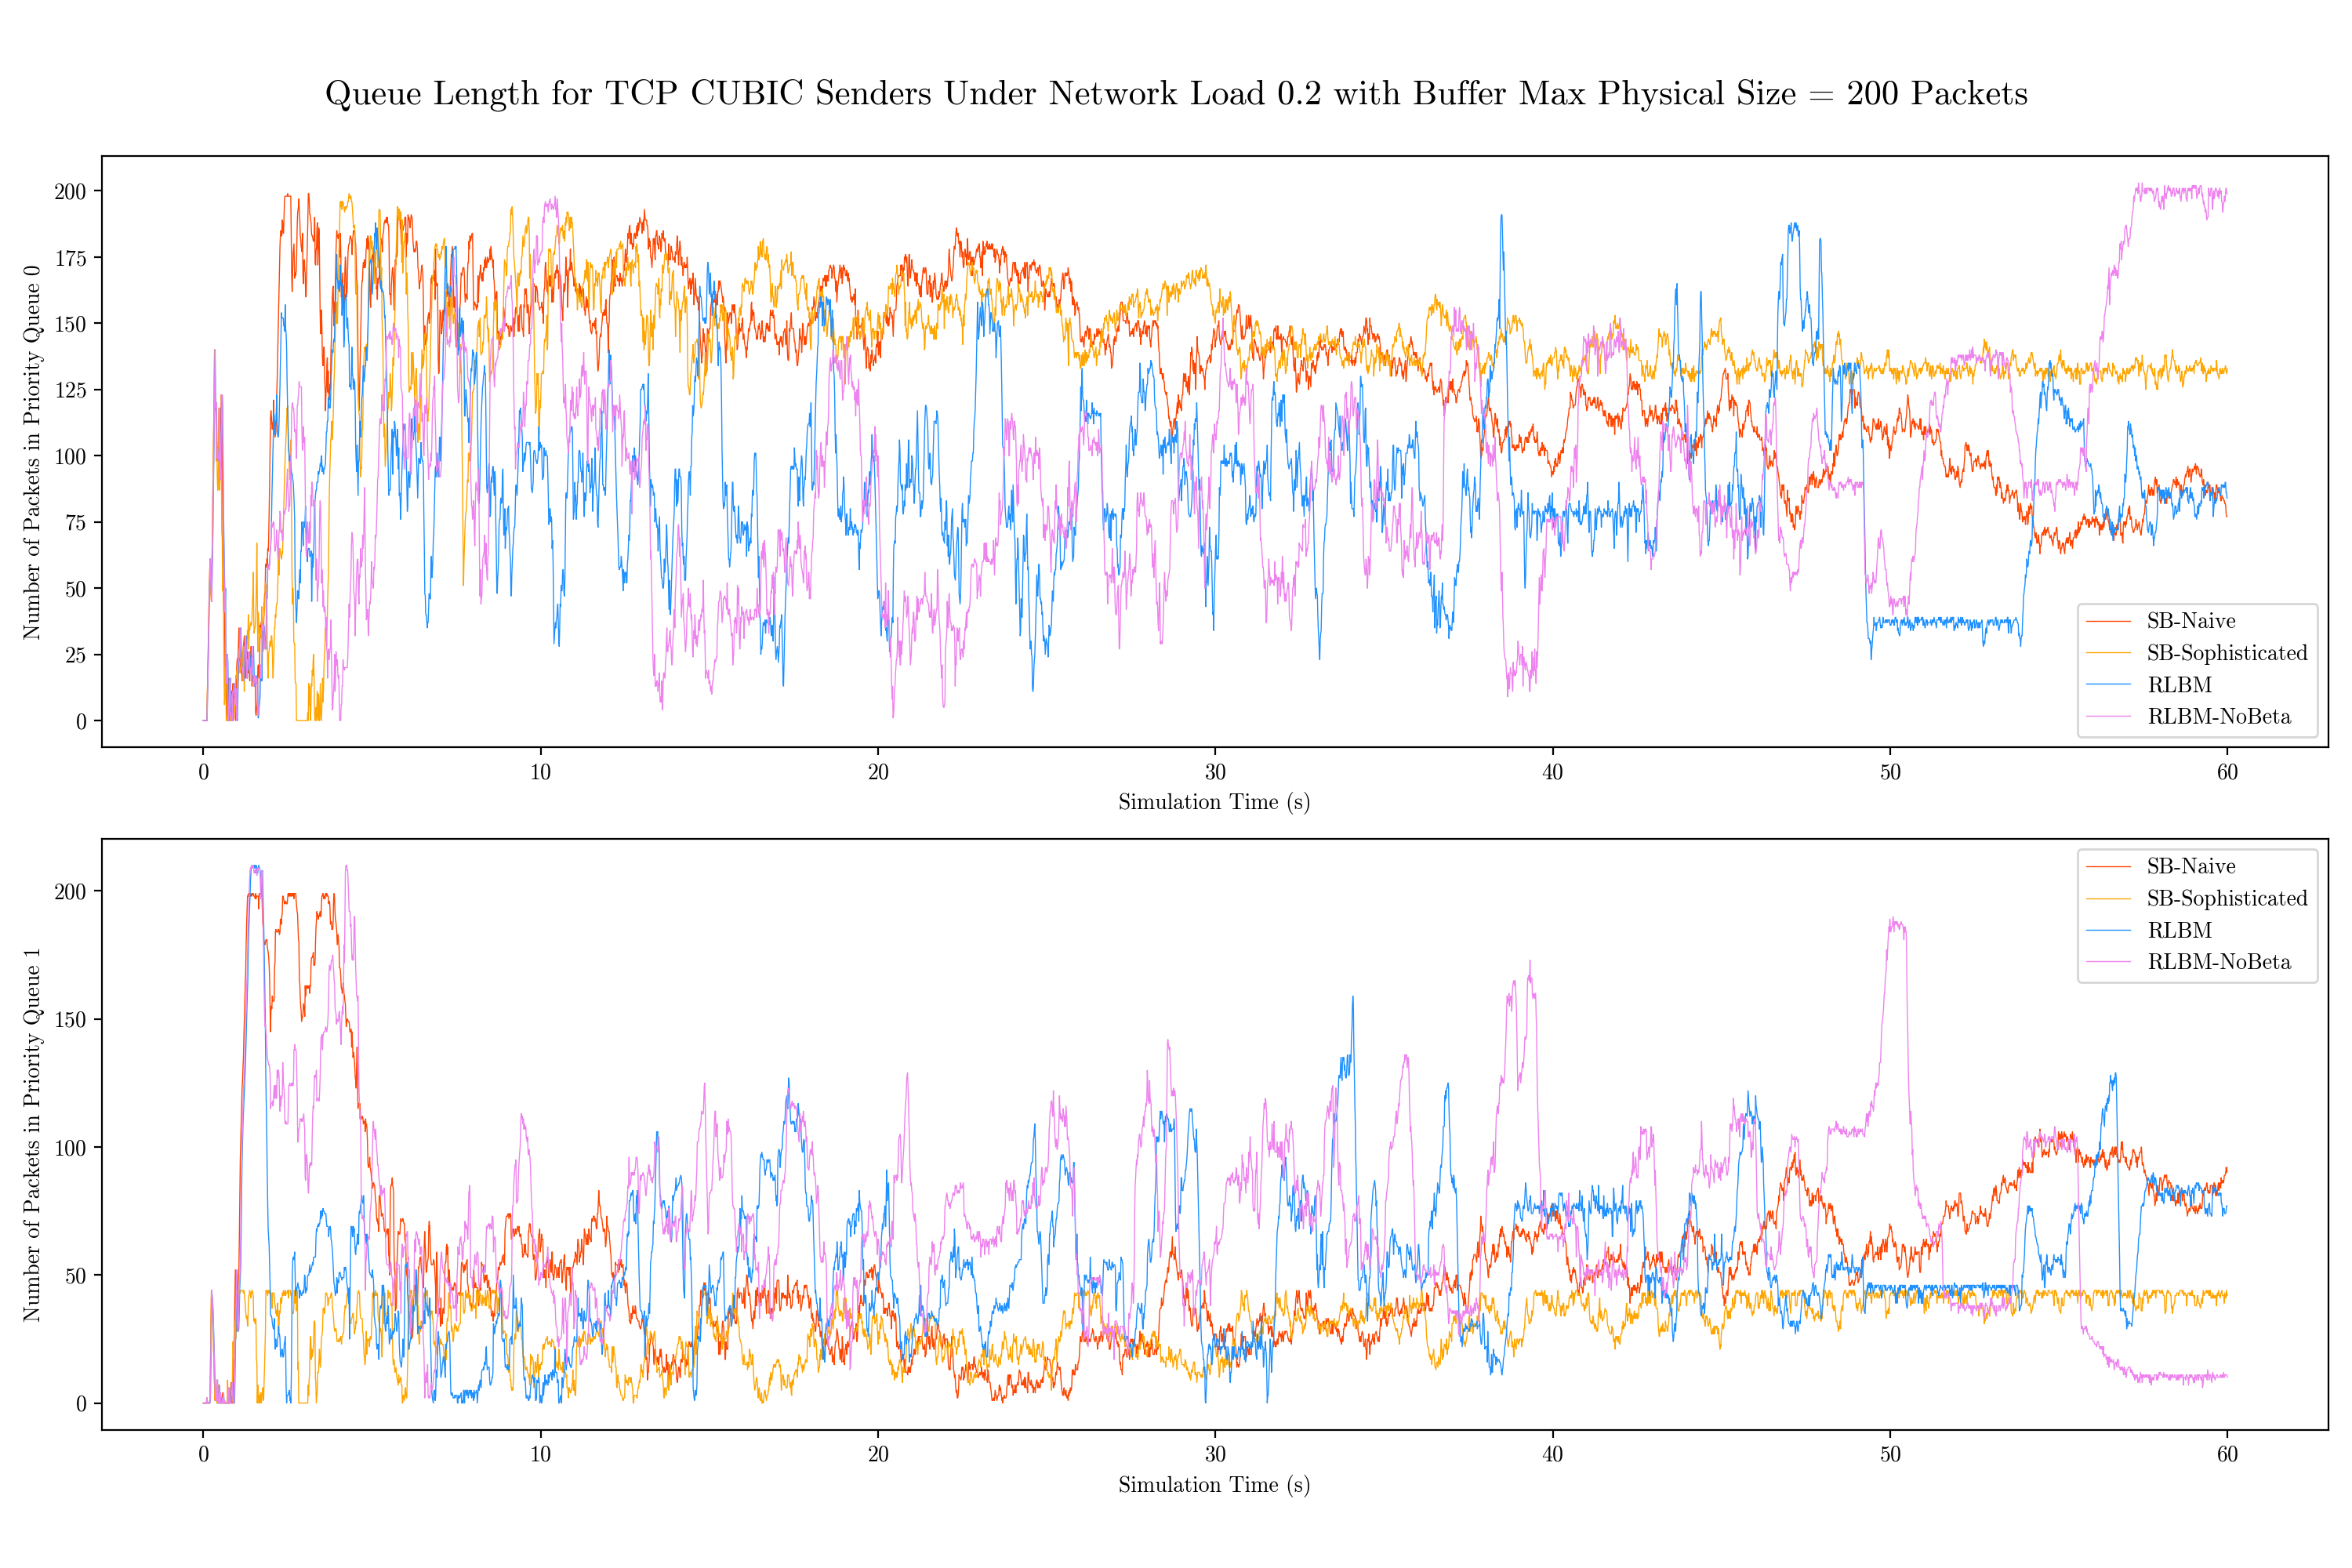 Queue Length for TCP CUBIC Senders Under Network Load 0.2 with Buffer Max Physical Size = 200 Packets
Number of Packets in Priority Queue 0
200
175
150
125
100
75
50
25
0
SB-Naive
SB-Sophisticated
RLBM
RLBM-NoBeta
0 10 20 30 40 50 60
Simulation Time (s)
Number of Packets in Priority Queue 1
200
150
100
50
0
SB-Naive
SB-Sophisticated
RLBM
RLBM-NoBeta
0 10 20 30 40 50 60
Simulation Time (s)